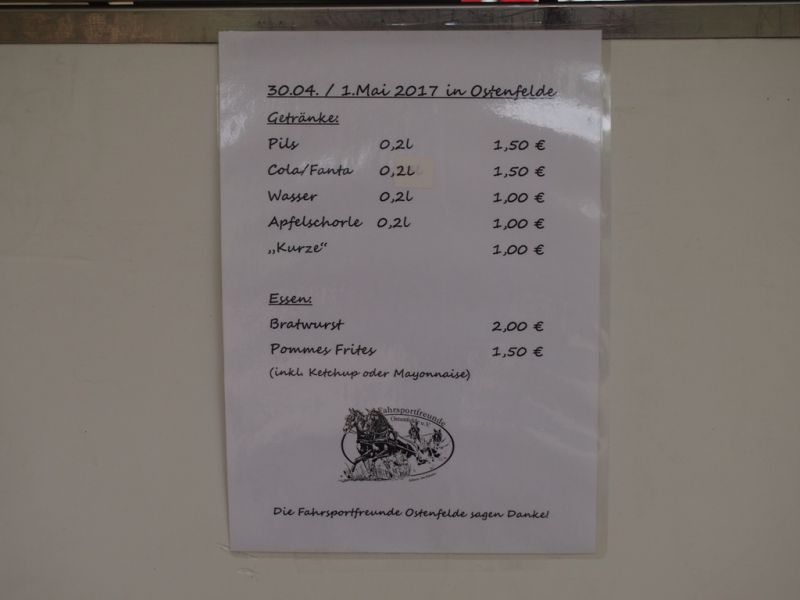 30.04. / 1.Mai 2017 in Ostenfelde
Getränke:
Pils 0,2l 1,50 €
Cola/Fanta 0,2l 1,50 €
Wasser 0,2l 1,00 €
Apfelschorle 0,2l 1,00 €
„Kurze“ 1,00 €
Essen:
Bratwurst 2,00 €
Pommes Frites 1,50 €
(inkl. Ketchup oder Mayonnaise)
Fahrsportfreunde
Ostenfelde e.V.
Die Fahrsportfreunde Ostenfelde sagen Danke!